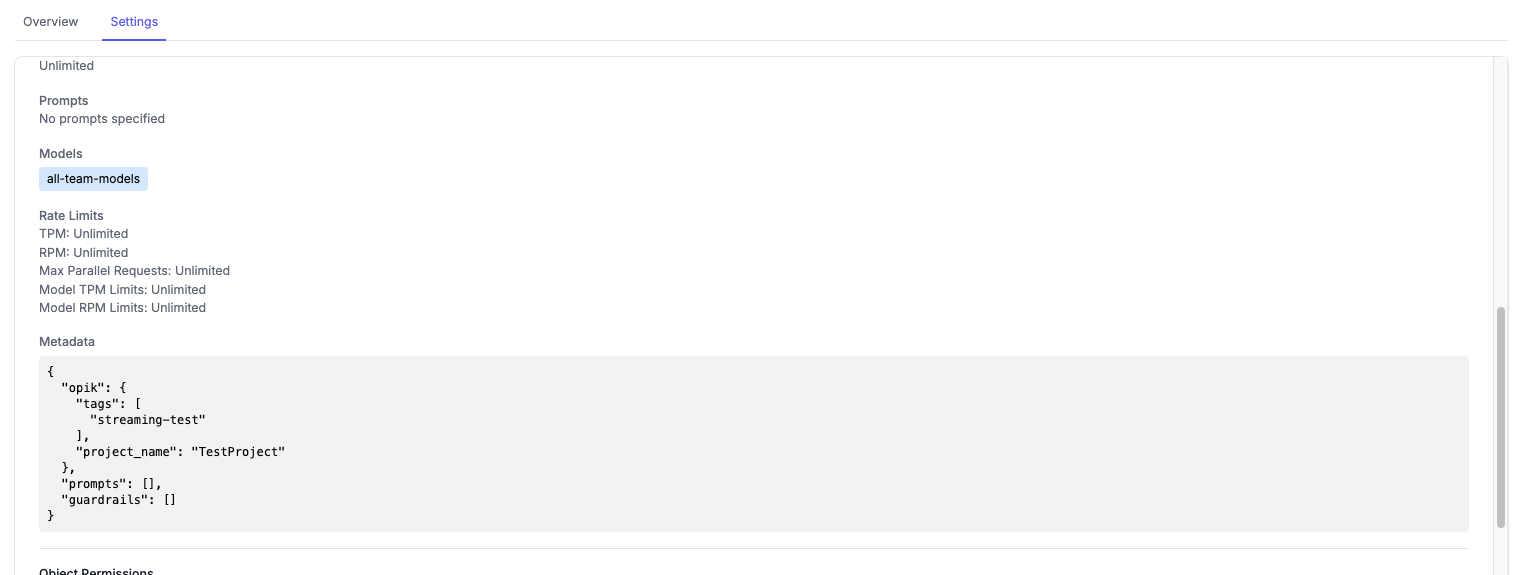 Overview
Settings
Unlimited
Prompts
No prompts specified
Models
all-team-models
Rate Limits
TPM: Unlimited
RPM: Unlimited
Max Parallel Requests: Unlimited
Model TPM Limits: Unlimited
Model RPM Limits: Unlimited
Metadata
{
  "opik": {
    "tags": [
      "streaming-test"
    ],
    "project_name": "TestProject"
  },
  "prompts": [],
  "guardrails": []
}
Object Permissions